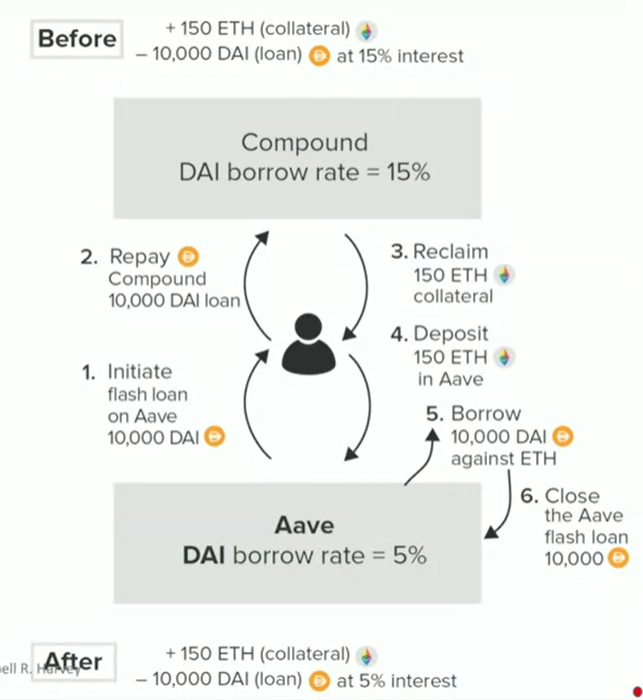 Before
+ 150 ETH (collateral)
– 10,000 DAI (loan) at 15% interest
Compound
DAI borrow rate = 15%
2. Repay
Compound
10,000 DAI loan
3. Reclaim
150 ETH
collateral
4. Deposit
150 ETH
in Aave
1. Initiate
flash loan
on Aave
10,000 DAI
5. Borrow
10,000 DAI
against ETH
6. Close
the Aave
flash loan
10,000
Aave
DAI borrow rate = 5%
After
+ 150 ETH (collateral)
– 10,000 DAI (loan) at 5% interest